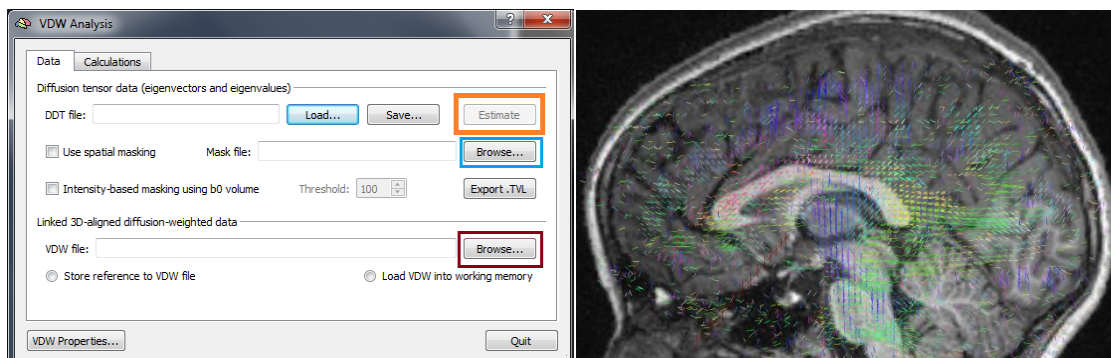 VDW Analysis
Data Calculations
Diffusion tensor data (eigenvectors and eigenvalues)
DDT file: Load... Save... Estimate
Use spatial masking Mask file: Browse...
Intensity-based masking using b0 volume Threshold: 100 Export .TVL
Linked 3D-aligned diffusion-weighted data
VDW file: Browse...
Store reference to VDW file Load VDW into working memory
VDW Properties... Quit